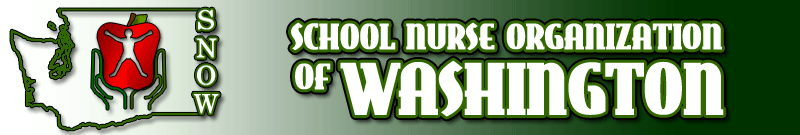 SNOW
SCHOOL NURSE ORGANIZATION
OF WASHINGTON